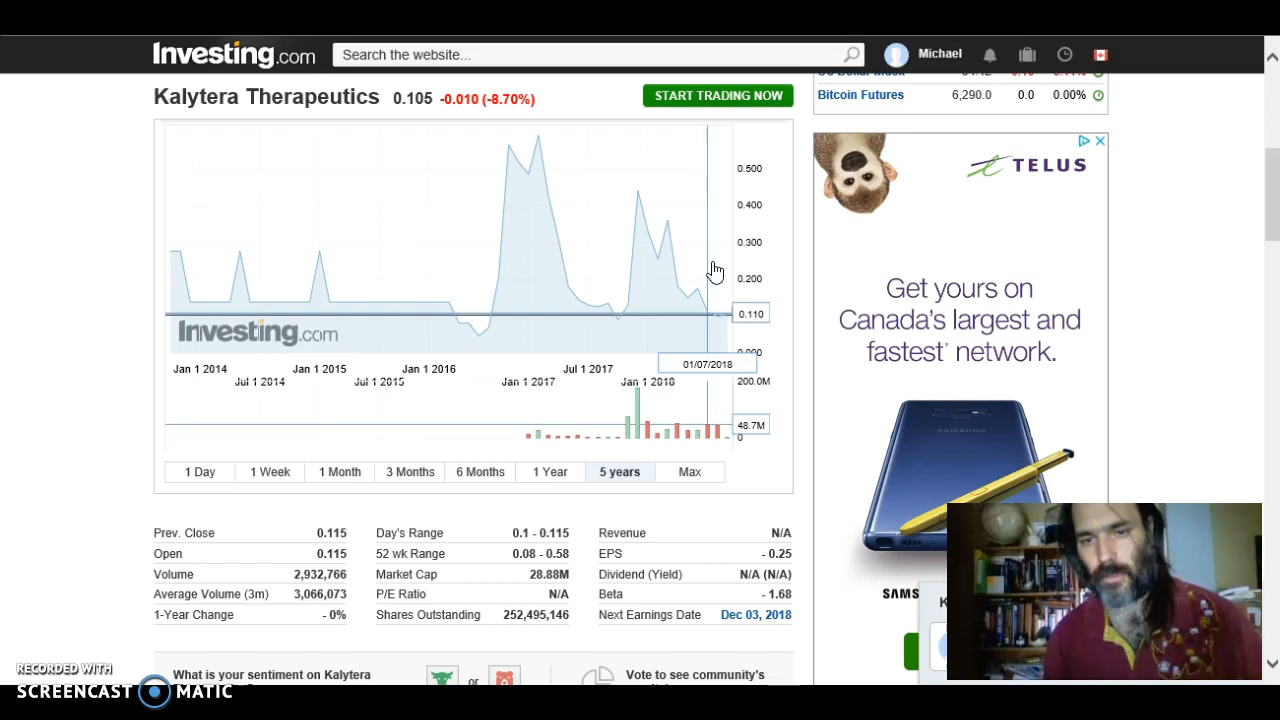 Investing.com
Search the website...
Michael
Kalytera Therapeutics 0.105 -0.010 (-8.70%)
START TRADING NOW
Bitcoin Futures 6,290.0 0.0 0.00%
0.500
0.400
0.300
0.200
0.110
0.000
Investing.com
01/07/2018
Jan 1 2014 Jan 1 2015 Jan 1 2016 Jul 1 2017
Jul 1 2014 Jul 1 2015 Jan 1 2017 Jan 1 2018
200.0M
48.7M
0
1 Day 1 Week 1 Month 3 Months 6 Months 1 Year 5 years Max
Prev. Close 0.115 Day's Range 0.1 - 0.115 Revenue N/A
Open 0.115 52 wk Range 0.08 - 0.58 EPS - 0.25
Volume 2,932,766 Market Cap 28.88M Dividend (Yield) N/A (N/A)
Average Volume (3m) 3,066,073 P/E Ratio N/A Beta - 1.68
1-Year Change - 0% Shares Outstanding 252,495,146 Next Earnings Date Dec 03, 2018
What is your sentiment on Kalytera
or
Vote to see community's
TELUS
Get yours on
Canada's largest and
fastest* network.
SAMS
RECORDED WITH
SCREENCAST MATIC